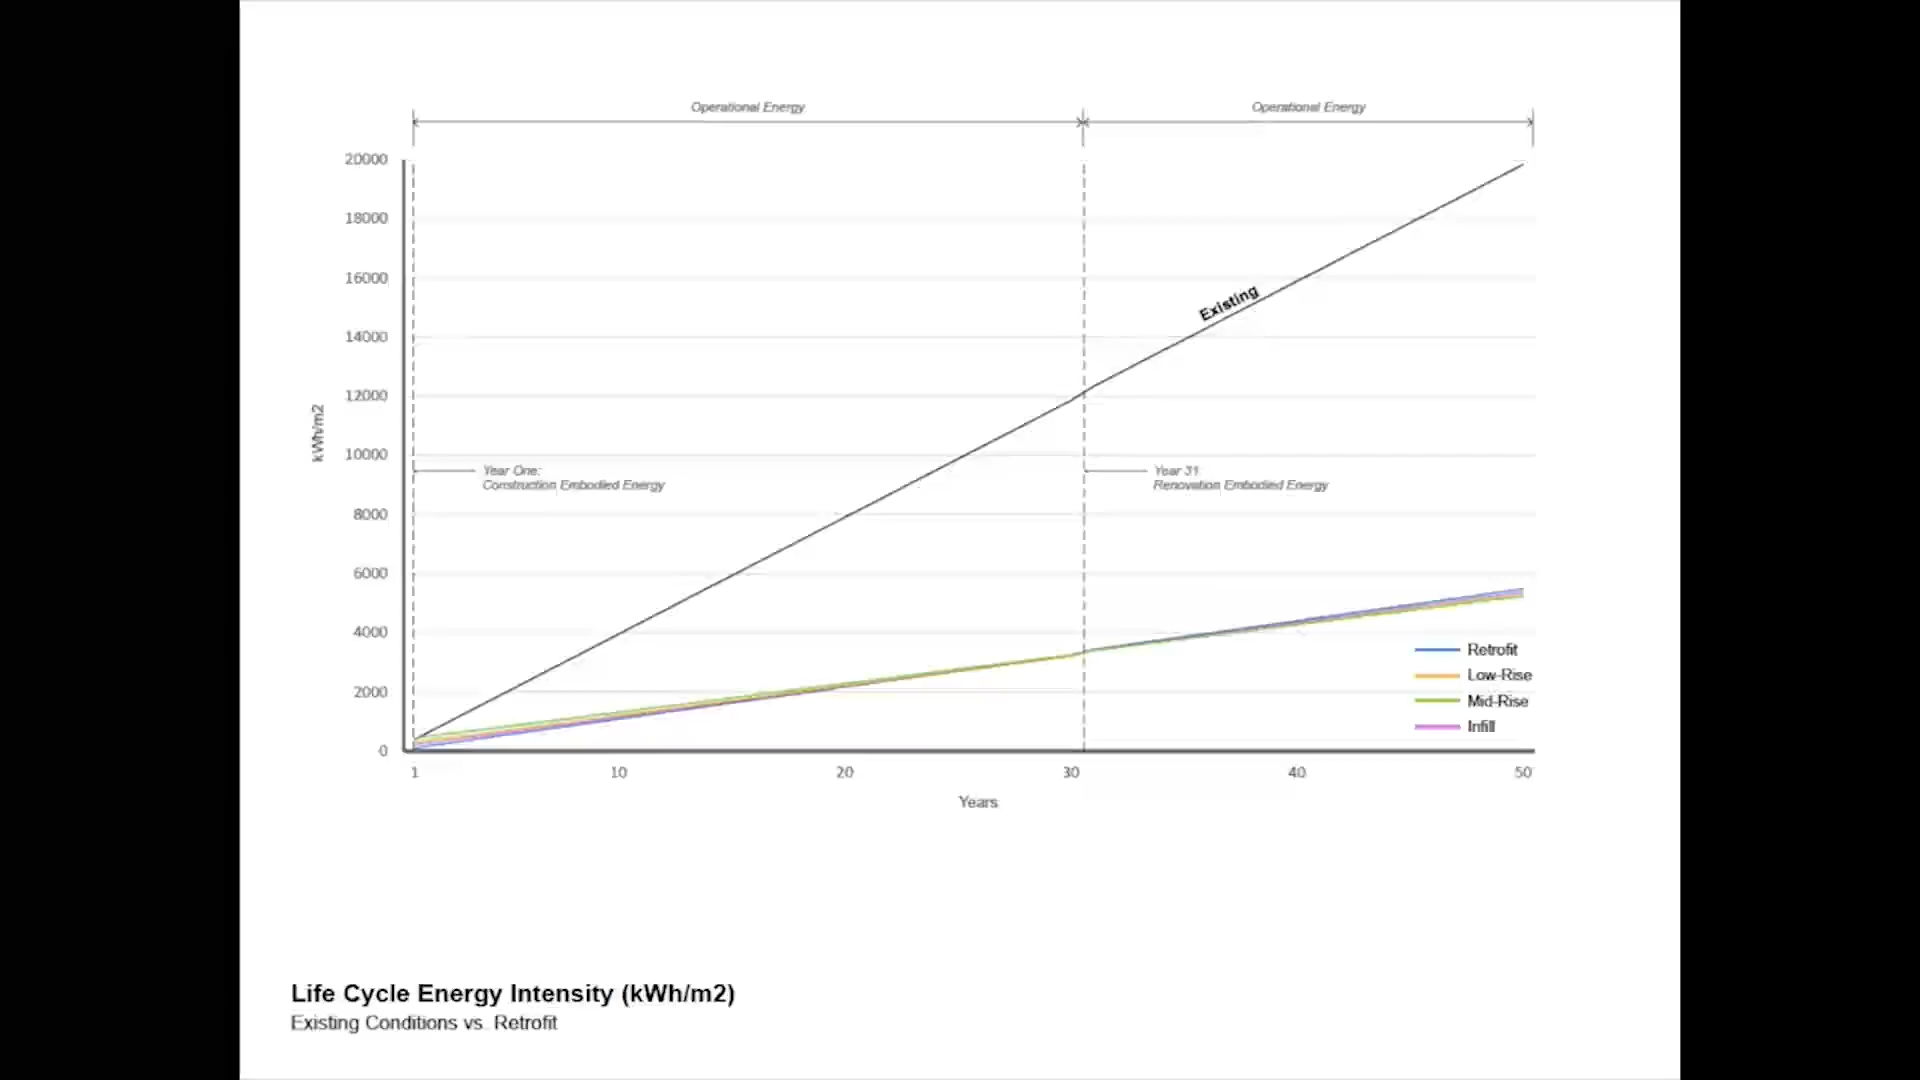 Operational Energy
Operational Energy
20000
18000
16000
14000
12000
10000
8000
6000
4000
2000
0
kWh/m2
Existing
Year One:
Construction Embodied Energy
Year 31:
Renovation Embodied Energy
Retrofit
Low-Rise
Mid-Rise
Infill
1
10
20
30
40
50
Years
Life Cycle Energy Intensity (kWh/m2)
Existing Conditions vs. Retrofit